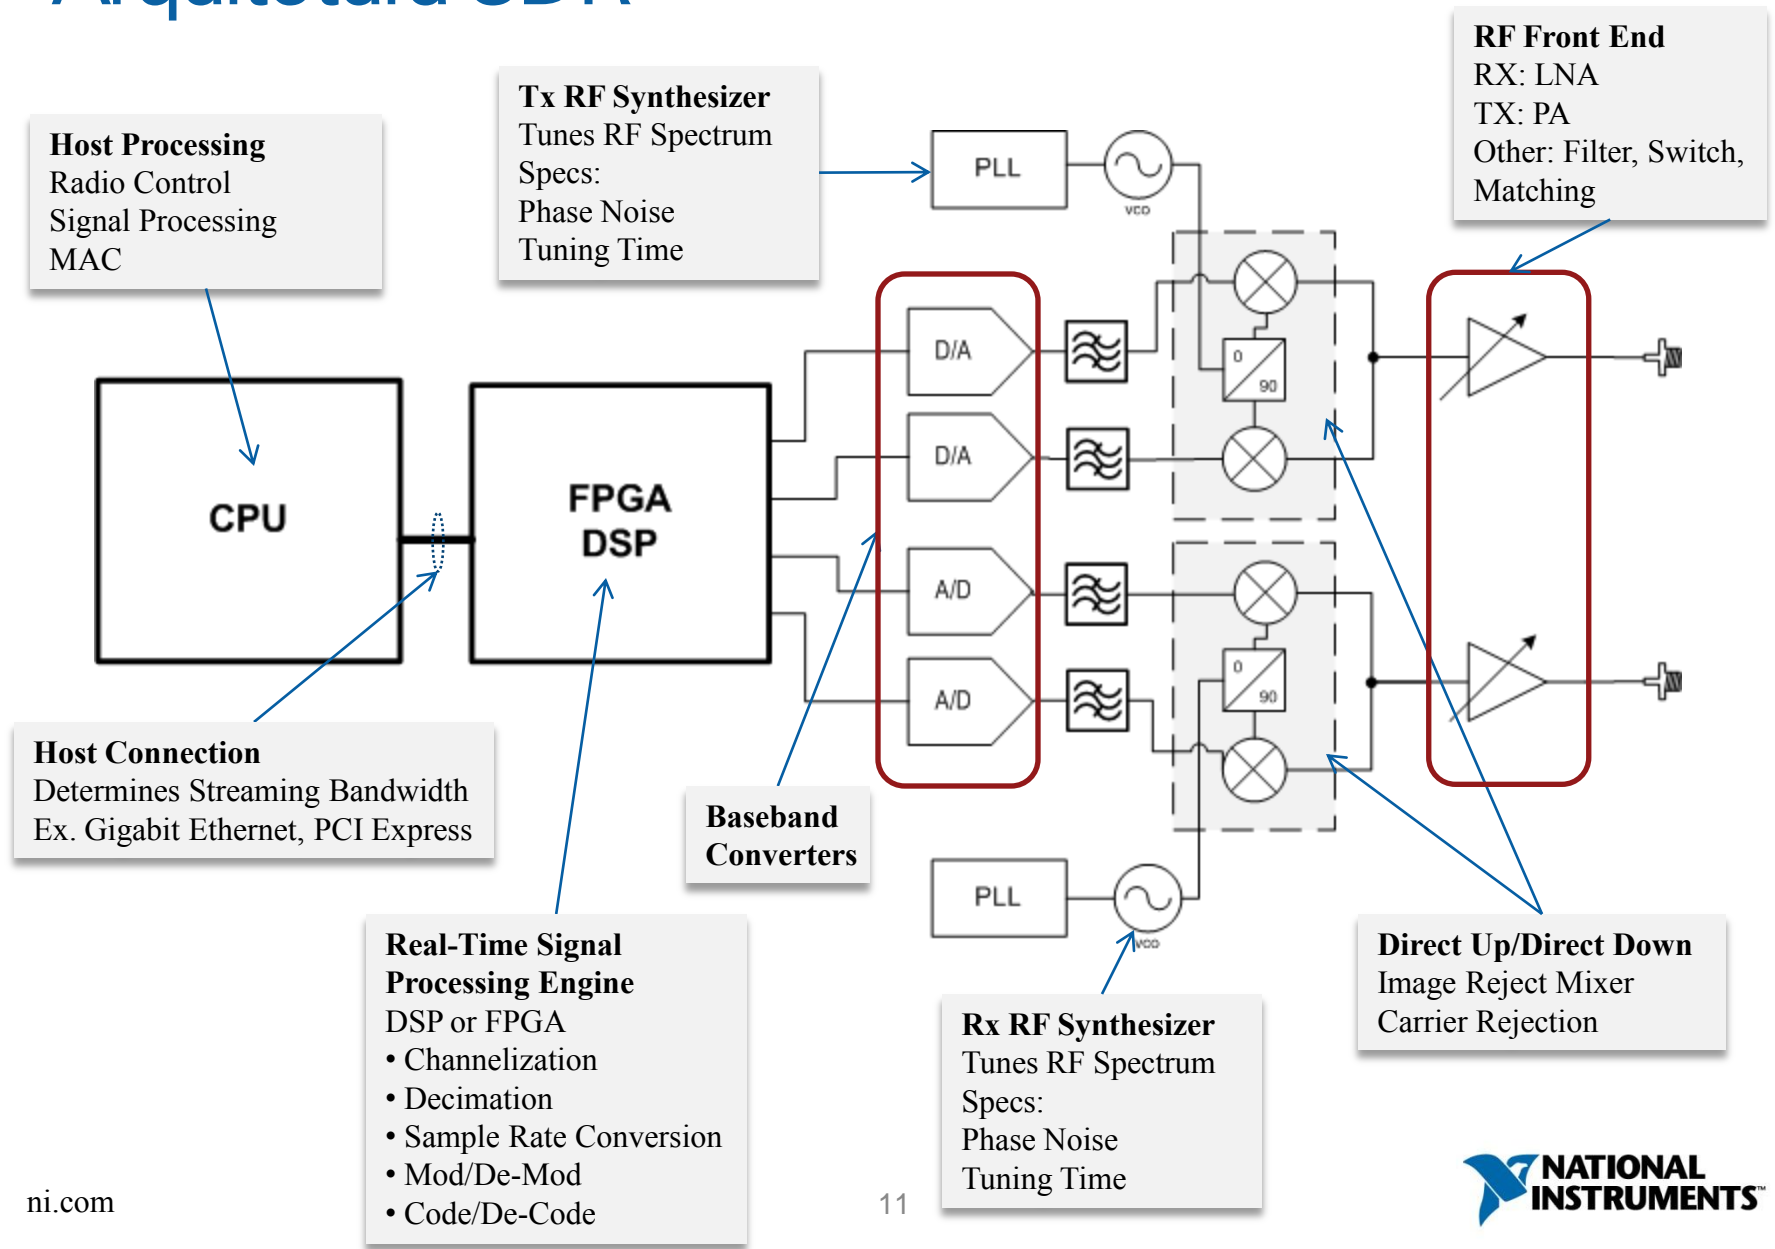 Arquitetura SDR
RF Front End
RX: LNA
TX: PA
Other: Filter, Switch,
Matching
Tx RF Synthesizer
Tunes RF Spectrum
Specs:
Phase Noise
Tuning Time
Host Processing
Radio Control
Signal Processing
MAC
PLL
VCO
D/A
0
90
D/A
CPU
FPGA
DSP
A/D
A/D
0
90
Host Connection
Determines Streaming Bandwidth
Ex. Gigabit Ethernet, PCI Express
Baseband
Converters
PLL
VCO
Real-Time Signal
Processing Engine
DSP or FPGA
• Channelization
• Decimation
• Sample Rate Conversion
• Mod/De-Mod
• Code/De-Code
Rx RF Synthesizer
Tunes RF Spectrum
Specs:
Phase Noise
Tuning Time
Direct Up/Direct Down
Image Reject Mixer
Carrier Rejection
ni.com
11
NATIONAL
INSTRUMENTS™